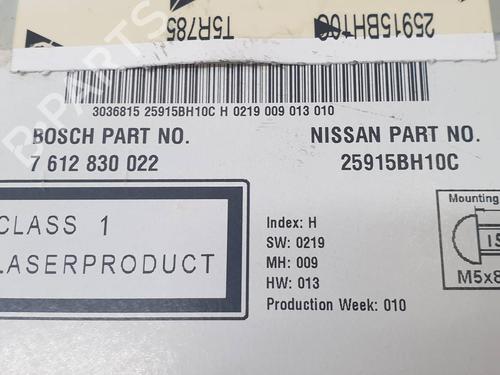 T5R785
25915BH10C
3036815 25915BH10C H 0219 009 013 010
BOSCH PART NO.
7 612 830 022
NISSAN PART NO.
25915BH10C
CLASS 1
LASERPRODUCT
Index: H
SW: 0219
MH: 009
HW: 013
Production Week: 010
Mounting
IS
M5x8